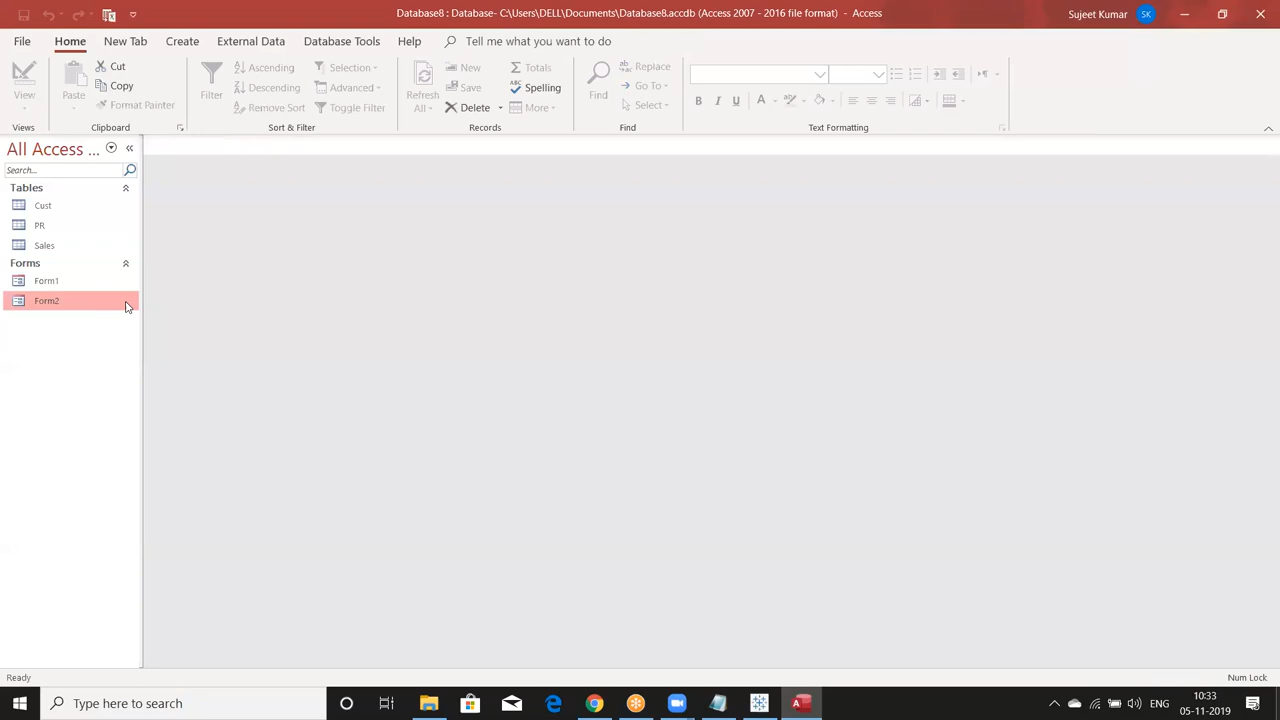 Database8 : Database- C:\Users\DELL\Documents\Database8.accdb (Access 2007 - 2016 file format) - Access
Sujeet Kumar
SK
File
Home
New Tab
Create
External Data
Database Tools
Help
Tell me what you want to do
View
Paste
Cut
Copy
Format Painter
Filter
Ascending
Descending
Remove Sort
Selection
Advanced
Toggle Filter
Refresh
All
New
Save
Delete
Totals
Spelling
More
Find
Replace
Go To
Select
B I U
A
Views
Clipboard
Sort & Filter
Records
Find
Text Formatting
All Access ...
Search...
Tables
Cust
PR
Sales
Forms
Form1
Form2
Ready
Num Lock
Type here to search
ENG
10:33
05-11-2019